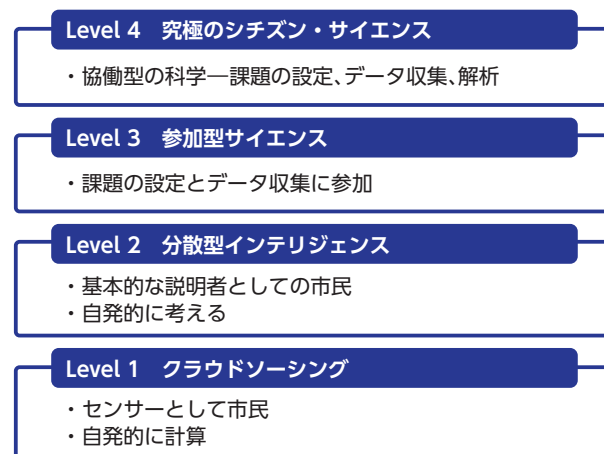 Level 4 究極のシチズン・サイエンス
・協働型の科学―課題の設定、データ収集、解析
Level 3 参加型サイエンス
・課題の設定とデータ収集に参加
Level 2 分散型インテリジェンス
・基本的な説明者としての市民
・自発的に考える
Level 1 クラウドソーシング
・センサーとして市民
・自発的に計算